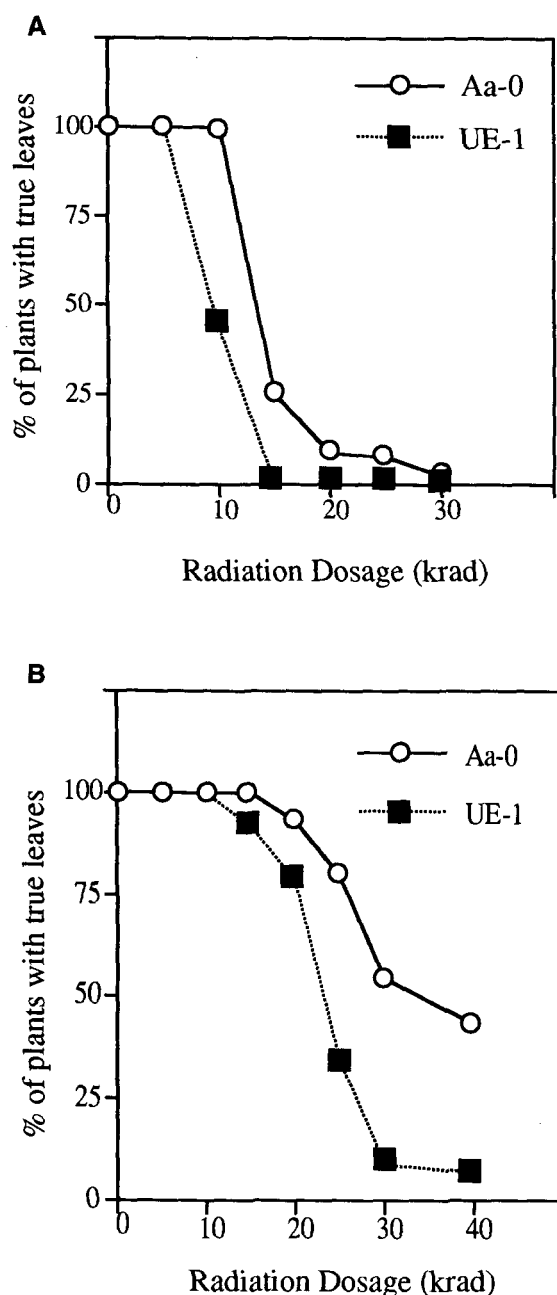 A
% of plants with true leaves
100
75
50
25
0
Aa-0
UE-1
0
10
20
30
Radiation Dosage (krad)
B
% of plants with true leaves
100
75
50
25
0
Aa-0
UE-1
0
10
20
30
40
Radiation Dosage (krad)